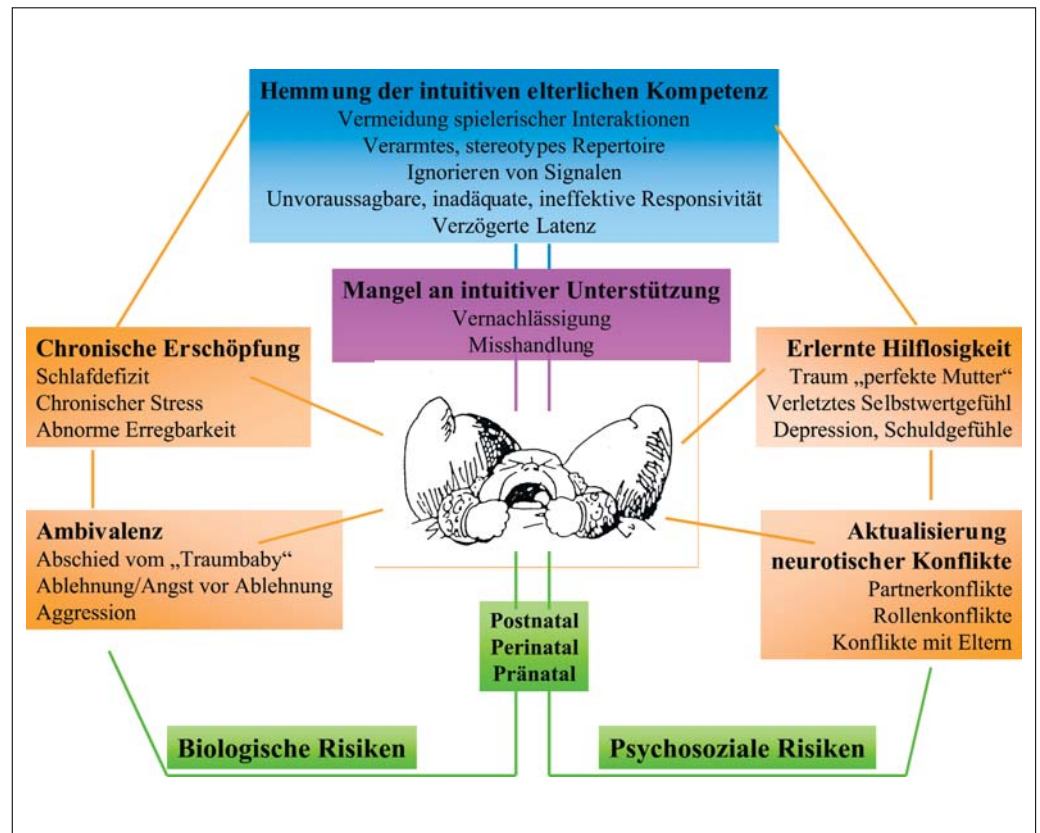 Hemmung der intuitiven elterlichen Kompetenz
Vermeidung spielerischer Interaktionen
Verarmtes, stereotypes Repertoire
Ignorieren von Signalen
Unvoraussagbare, inadäquate, ineffektive Responsivität
Verzögerte Latenz
Mangel an intuitiver Unterstützung
Vernachlässigung
Misshandlung
Chronische Erschöpfung
Schlafdefizit
Chronischer Stress
Abnorme Erregbarkeit
Erlernte Hilflosigkeit
Traum „perfekte Mutter“
Verletztes Selbstwertgefühl
Depression, Schuldgefühle
Ambivalenz
Abschied vom „Traumbaby“
Ablehnung/Angst vor Ablehnung
Aggression
Aktualisierung
neurotischer Konflikte
Partnerkonflikte
Rollenkonflikte
Konflikte mit Eltern
Postnatal
Perinatal
Pränatal
Biologische Risiken
Psychosoziale Risiken